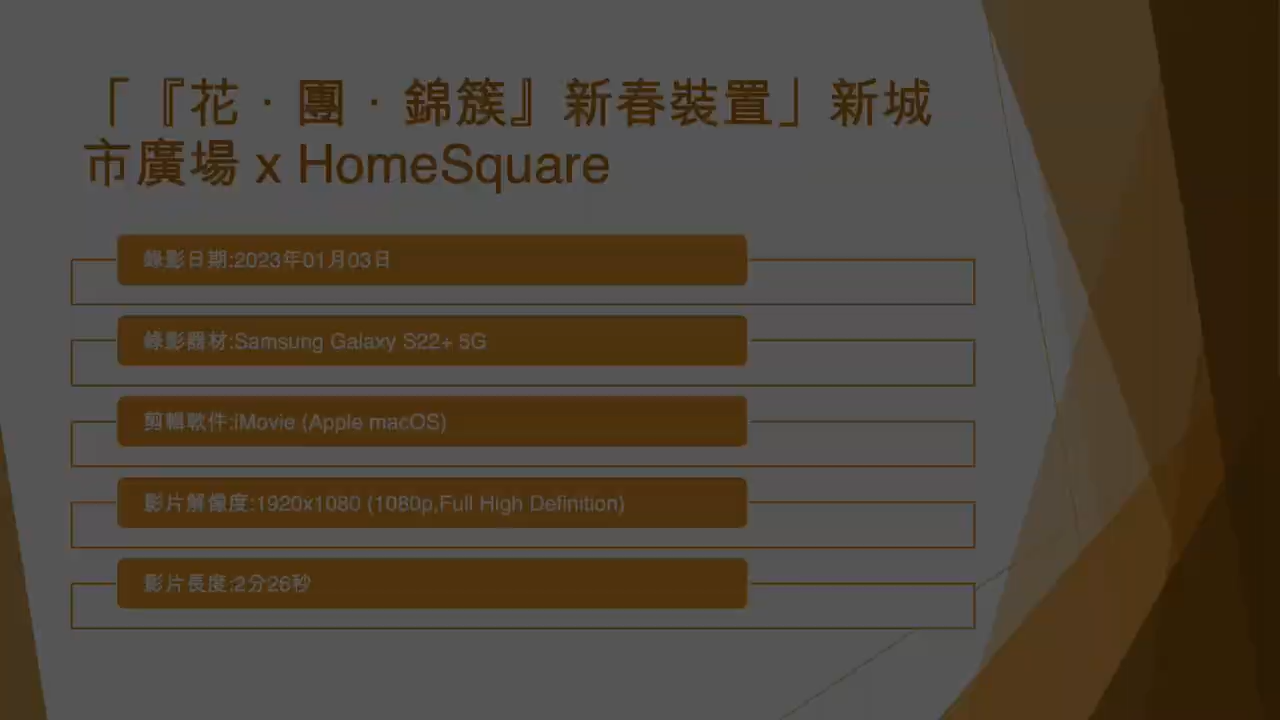 「『花‧團‧錦簇』新春裝置」新城
市廣場 x HomeSquare
錄影日期:2023年01月03日
錄影器材:Samsung Galaxy S22+ 5G
剪輯軟件:iMovie (Apple macOS)
影片解像度:1920x1080 (1080p,Full High Definition)
影片長度:2分26秒